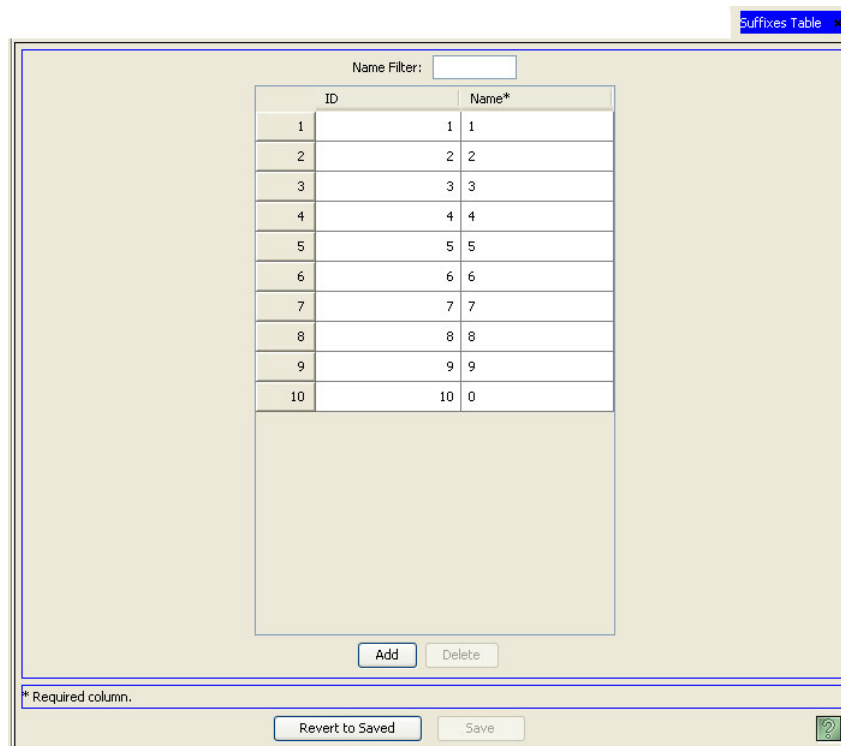 Suffixes Table x
Name Filter:
ID Name*
1 1 1
2 2 2
3 3 3
4 4 4
5 5 5
6 6 6
7 7 7
8 8 8
9 9 9
10 10 0
Add Delete
* Required column.
Revert to Saved Save ?